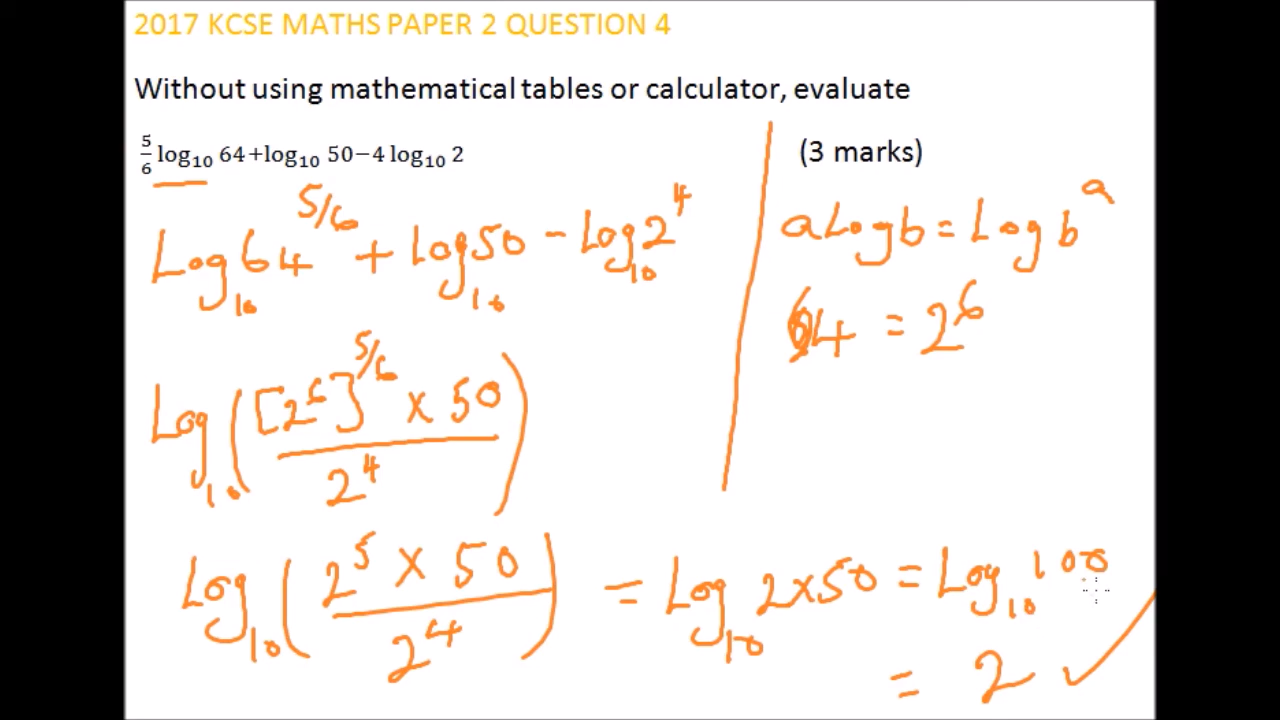 2017 KCSE MATHS PAPER 2 QUESTION 4
Without using mathematical tables or calculator, evaluate
5/6 log₁₀ 64+log₁₀ 50−4 log₁₀ 2 (3 marks)
Log₁₀ 64^5/6 + log₁₀ 50 − log₁₀ 2⁴
aLogb = Logb^a
64 = 2⁶
Log₁₀ ([2⁶]^5/6 × 50 / 2⁴)
Log₁₀ (2⁵ × 50 / 2⁴) = Log₁₀ 2×50 = Log₁₀ 100
= 2 ✓